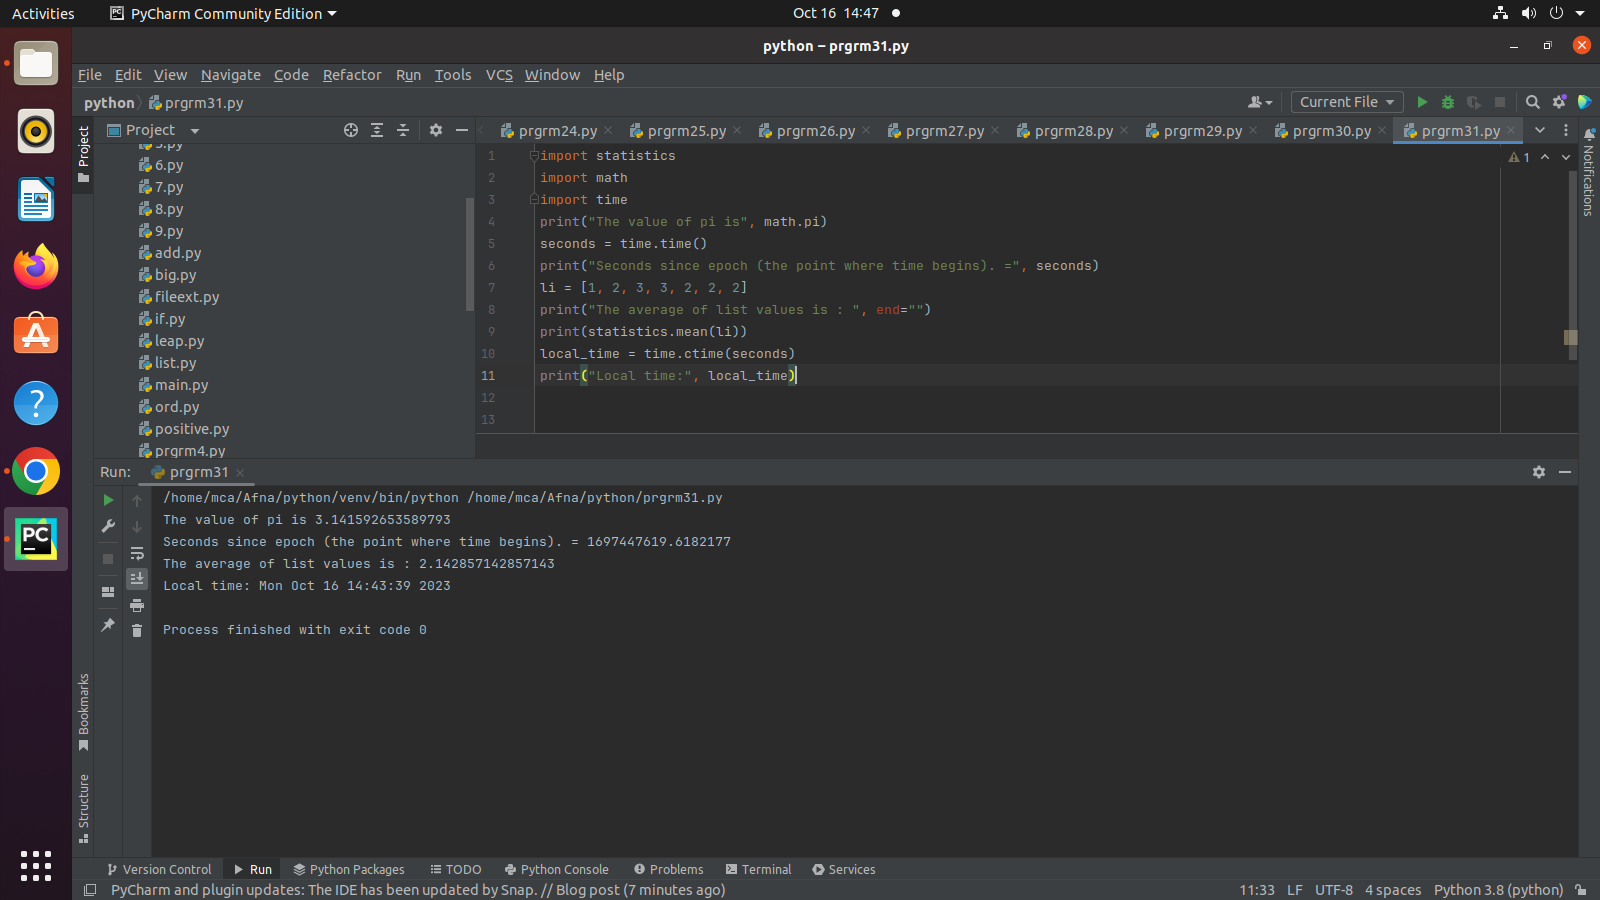 Activities PyCharm Community Edition Oct 16 14:47
python – prgrm31.py
File Edit View Navigate Code Refactor Run Tools VCS Window Help
python prgrm31.py Current File
Project prgrm24.py prgrm25.py prgrm26.py prgrm27.py prgrm28.py prgrm29.py prgrm30.py prgrm31.py
Project
Notifications
5.py
6.py
7.py
8.py
9.py
add.py
big.py
fileext.py
if.py
leap.py
list.py
main.py
ord.py
positive.py
prgrm4.py
1 import statistics
2 import math
3 import time
4 print("The value of pi is", math.pi)
5 seconds = time.time()
6 print("Seconds since epoch (the point where time begins). =", seconds)
7 li = [1, 2, 3, 3, 2, 2, 2]
8 print("The average of list values is : ", end="")
9 print(statistics.mean(li))
10 local_time = time.ctime(seconds)
11 print("Local time:", local_time)
12
13
1
Run: prgrm31
/home/mca/Afna/python/venv/bin/python /home/mca/Afna/python/prgrm31.py
The value of pi is 3.141592653589793
Seconds since epoch (the point where time begins). = 1697447619.6182177
The average of list values is : 2.142857142857143
Local time: Mon Oct 16 14:43:39 2023
Process finished with exit code 0
Bookmarks
Structure
PC
Version Control Run Python Packages TODO Python Console Problems Terminal Services
PyCharm and plugin updates: The IDE has been updated by Snap. // Blog post (7 minutes ago) 11:33 LF UTF-8 4 spaces Python 3.8 (python)